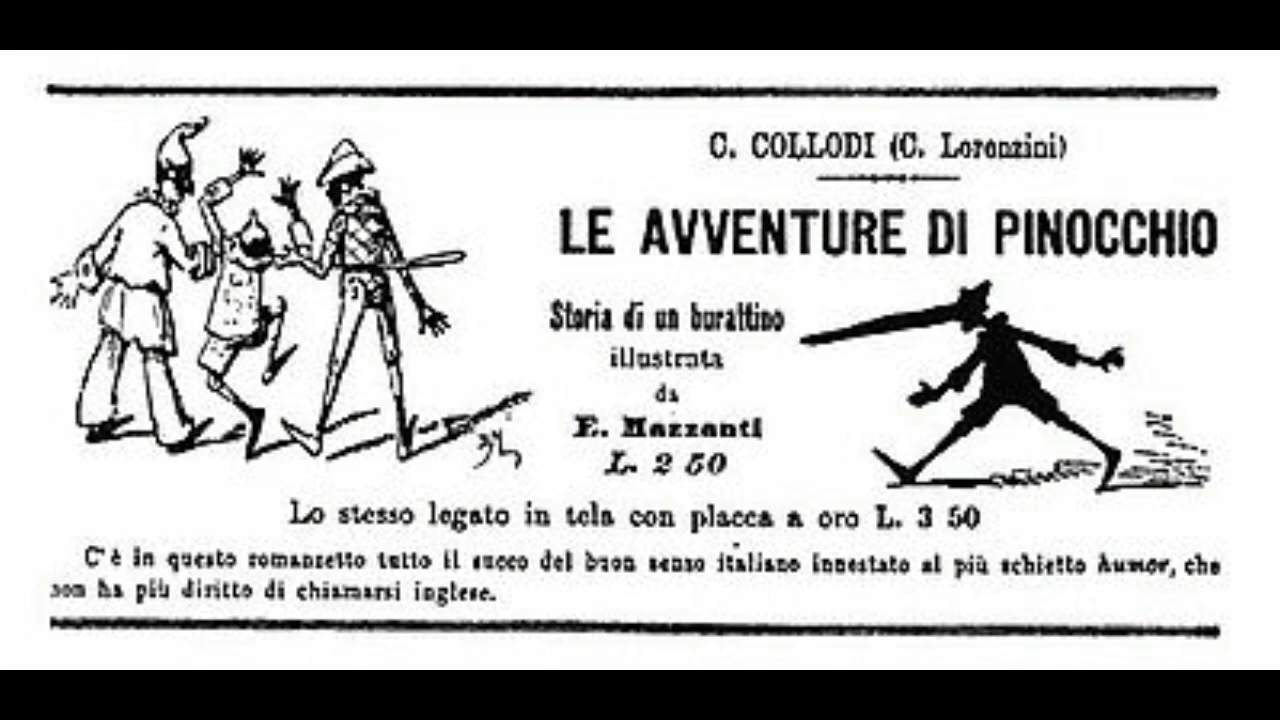 C. COLLODI (C. Lorenzini)
LE AVVENTURE DI PINOCCHIO
Storia di un burattino
illustrata
da
E. Mazzanti
L. 2 50
Lo stesso legato in tela con placca a oro L. 3 50
C'è in questo romanzetto tutto il succo del buon senso italiano innestato al più schietto humor, che
non ha più diritto di chiamarsi inglese.